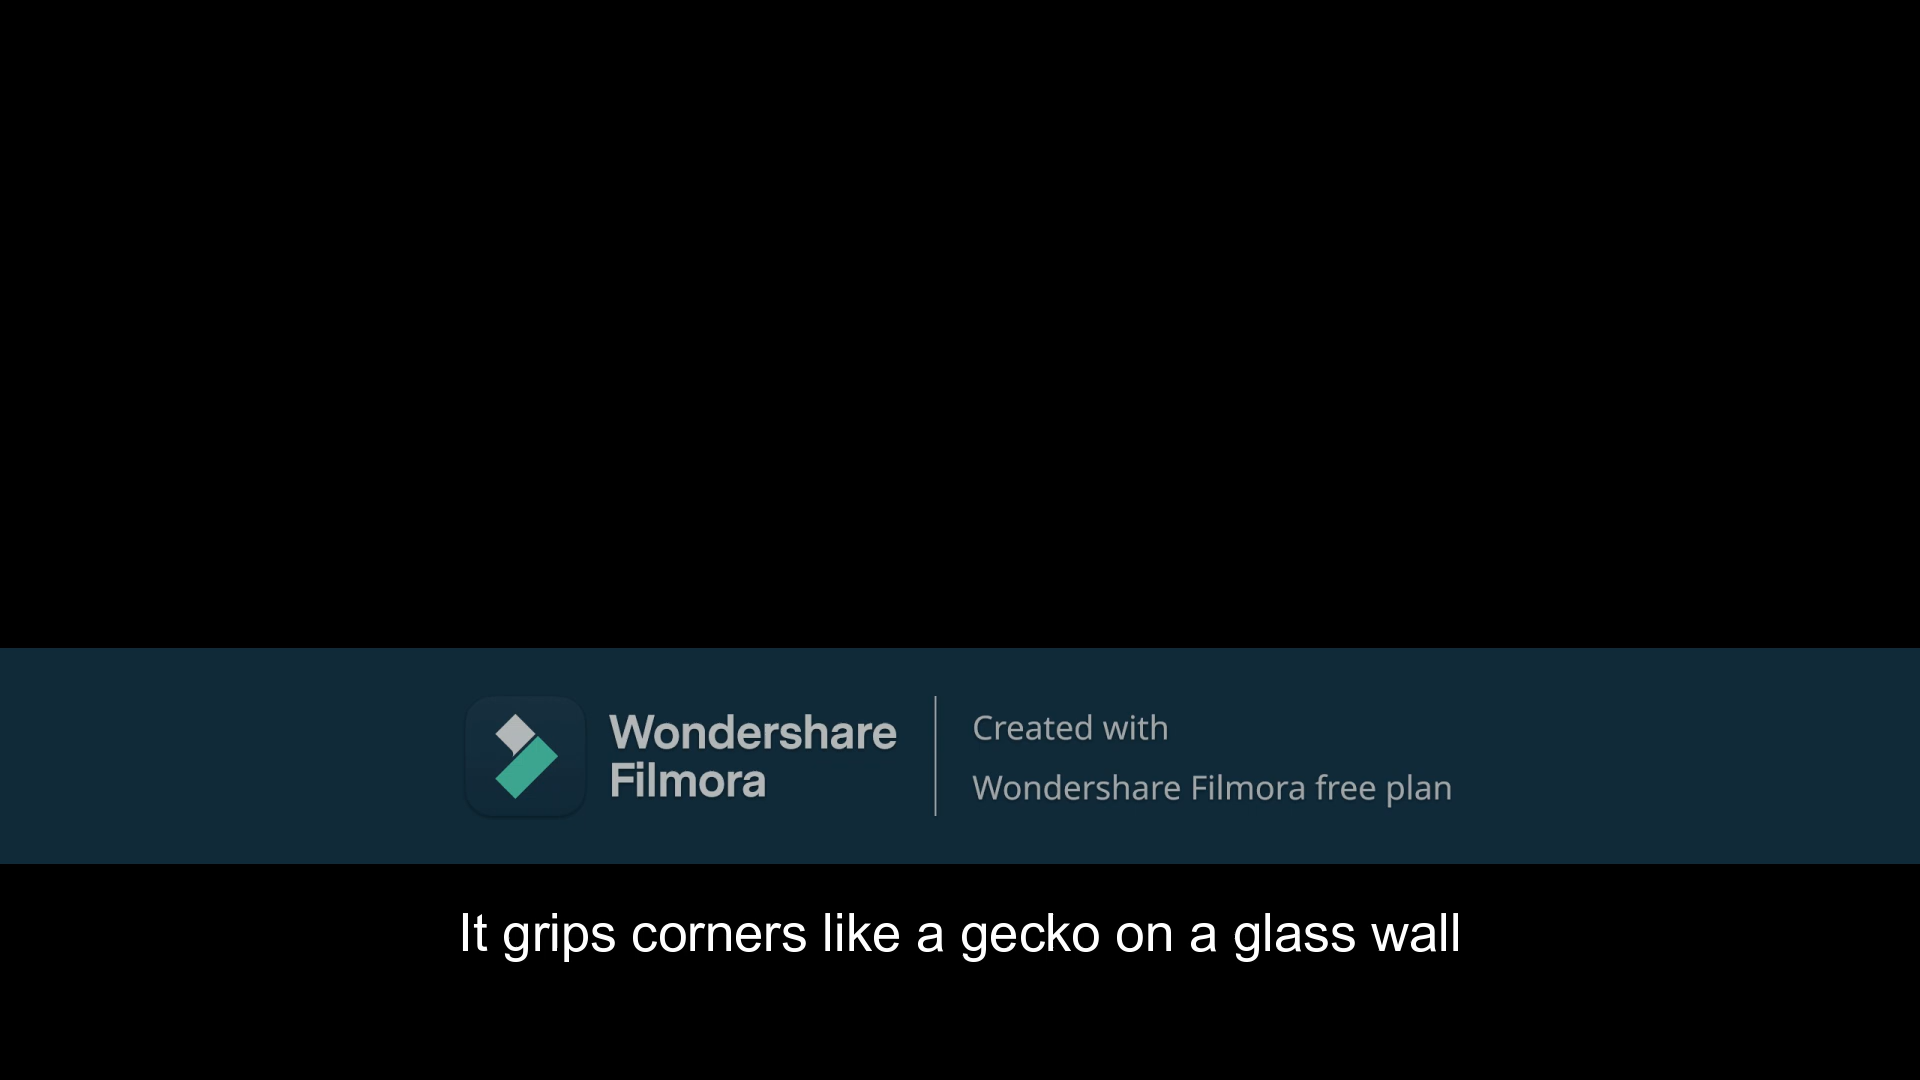 Wondershare
Filmora
Created with
Wondershare Filmora free plan
It grips corners like a gecko on a glass wall